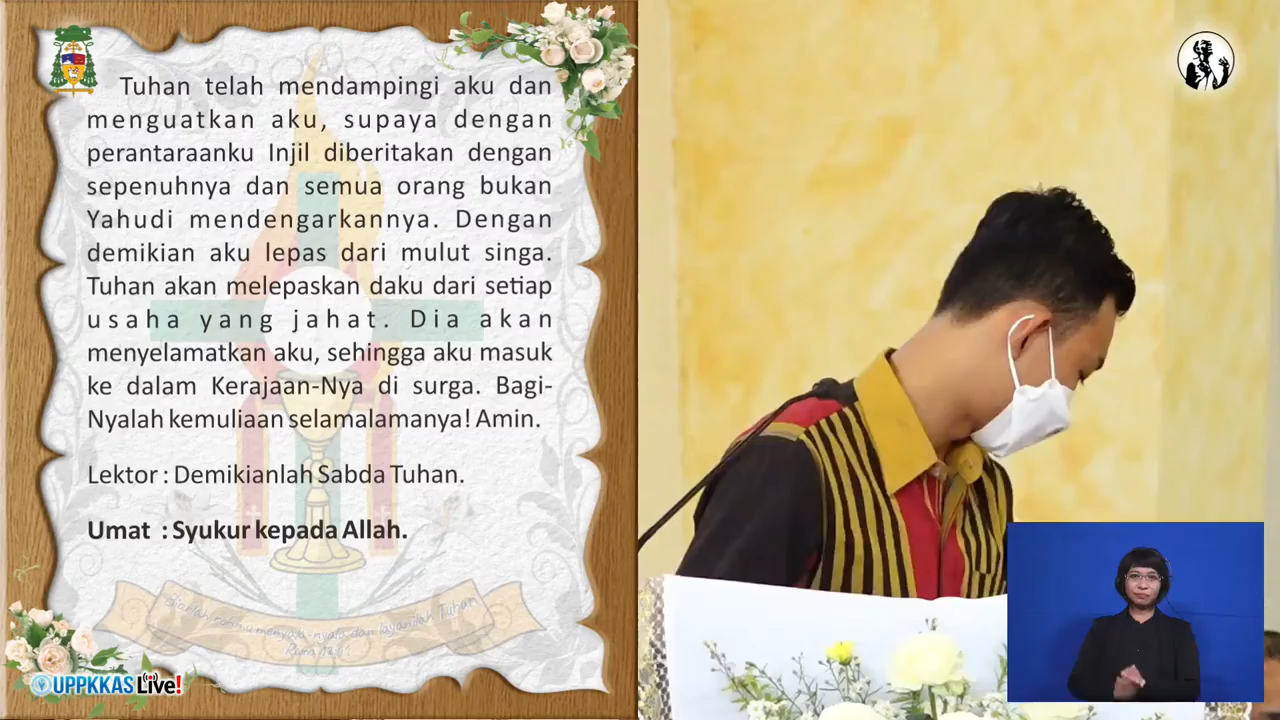 Tuhan telah mendampingi aku dan
menguatkan aku, supaya dengan
perantaraanku Injil diberitakan dengan
sepenuhnya dan semua orang bukan
Yahudi mendengarkannya. Dengan
demikian aku lepas dari mulut singa.
Tuhan akan melepaskan daku dari setiap
usaha yang jahat. Dia akan
menyelamatkan aku, sehingga aku masuk
ke dalam Kerajaan-Nya di surga. Bagi-
Nyalah kemuliaan selamalamanya! Amin.
Lektor : Demikianlah Sabda Tuhan.
Umat : Syukur kepada Allah.
UPPKKAS Live!